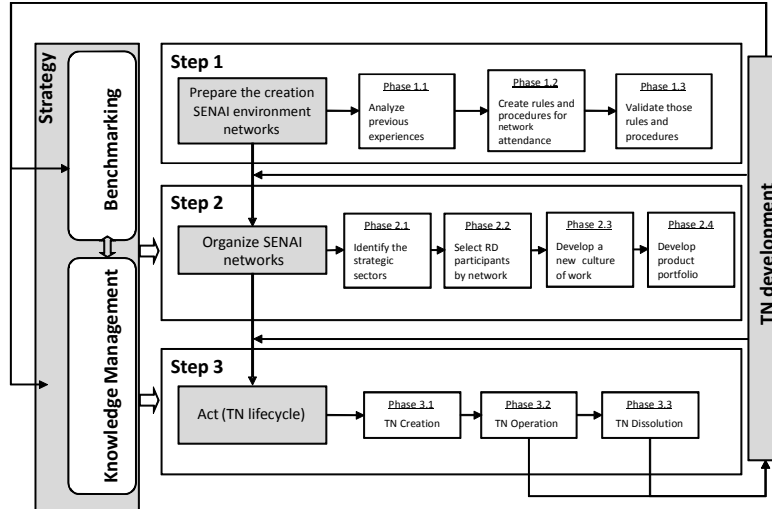 Strategy
Benchmarking
Knowledge Management
Step 1
Prepare the creation
SENAI environment
networks
Phase 1.1
Analyze
previous
experiences
Phase 1.2
Create rules and
procedures for
network
attendance
Phase 1.3
Validate those
rules and
procedures
Step 2
Organize SENAI
networks
Phase 2.1
Identify the
strategic
sectors
Phase 2.2
Select RD
participants
by network
Phase 2.3
Develop a
new culture
of work
Phase 2.4
Develop
product
portfolio
Step 3
Act (TN lifecycle)
Phase 3.1
TN Creation
Phase 3.2
TN Operation
Phase 3.3
TN Dissolution
TN development